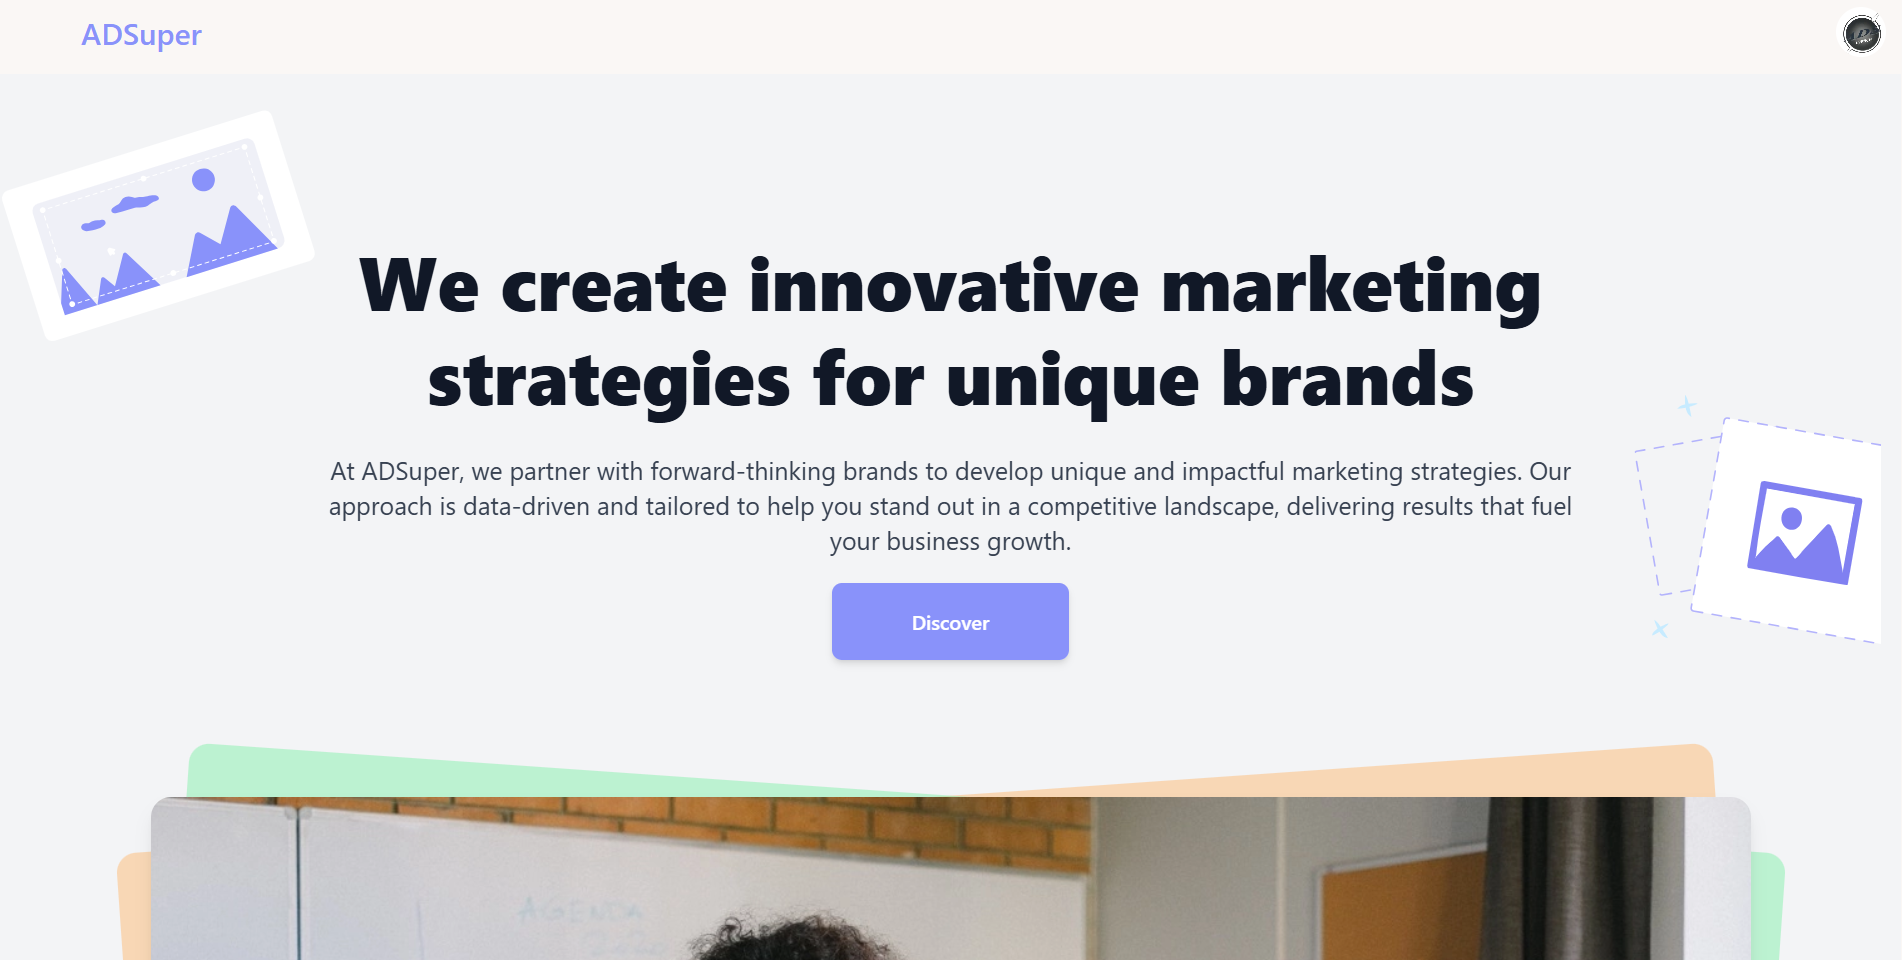 ADSuper
We create innovative marketing
strategies for unique brands
At ADSuper, we partner with forward-thinking brands to develop unique and impactful marketing strategies. Our
approach is data-driven and tailored to help you stand out in a competitive landscape, delivering results that fuel
your business growth.
Discover
AGENDA